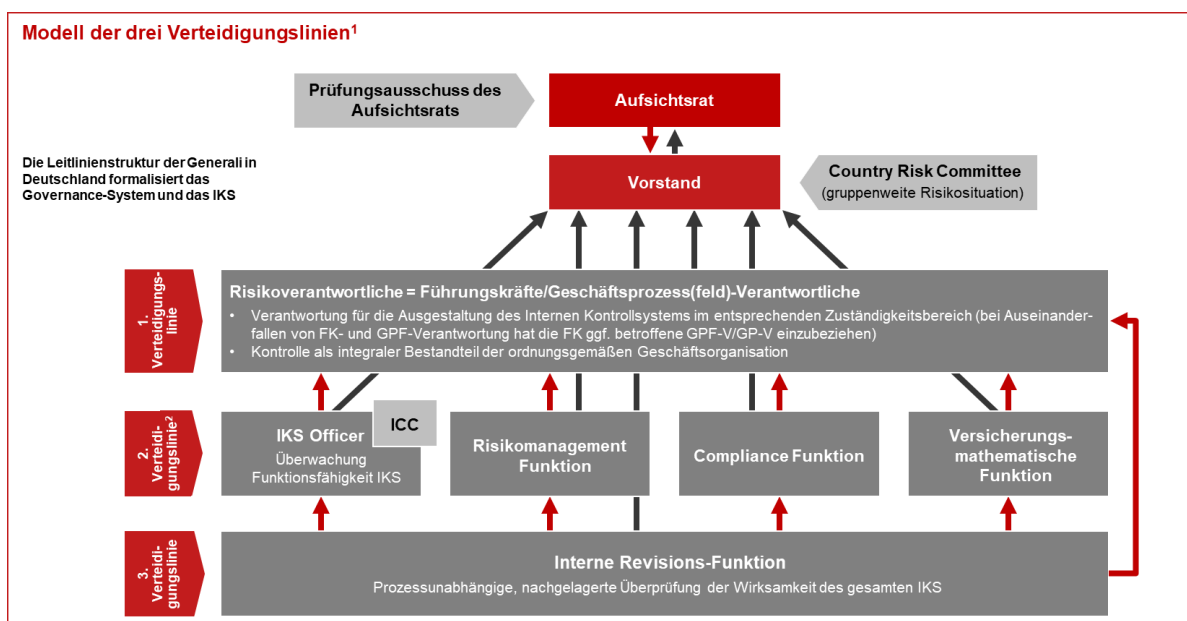 Modell der drei Verteidigungslinien¹
Prüfungsausschuss des
Aufsichtsrats
Aufsichtsrat
Die Leitlinienstruktur der Generali in
Deutschland formalisiert das
Governance-System und das IKS
Vorstand
Country Risk Committee
(gruppenweite Risikosituation)
1.
Verteidigungs-
linie
Risikoverantwortliche = Führungskräfte/Geschäftsprozess(feld)-Verantwortliche
• Verantwortung für die Ausgestaltung des Internen Kontrollsystems im entsprechenden Zuständigkeitsbereich (bei Auseinander-
fallen von FK- und GPF-Verantwortung hat die FK ggf. betroffene GPF-V/GP-V einzubeziehen)
• Kontrolle als integraler Bestandteil der ordnungsgemäßen Geschäftsorganisation
2.
Verteidi-
gungslinie²
IKS Officer
Überwachung
Funktionsfähigkeit IKS
ICC
Risikomanagement
Funktion
Compliance Funktion
Versicherungs-
mathematische
Funktion
3.
Verteidi-
gungslinie
Interne Revisions-Funktion
Prozessunabhängige, nachgelagerte Überprüfung der Wirksamkeit des gesamten IKS